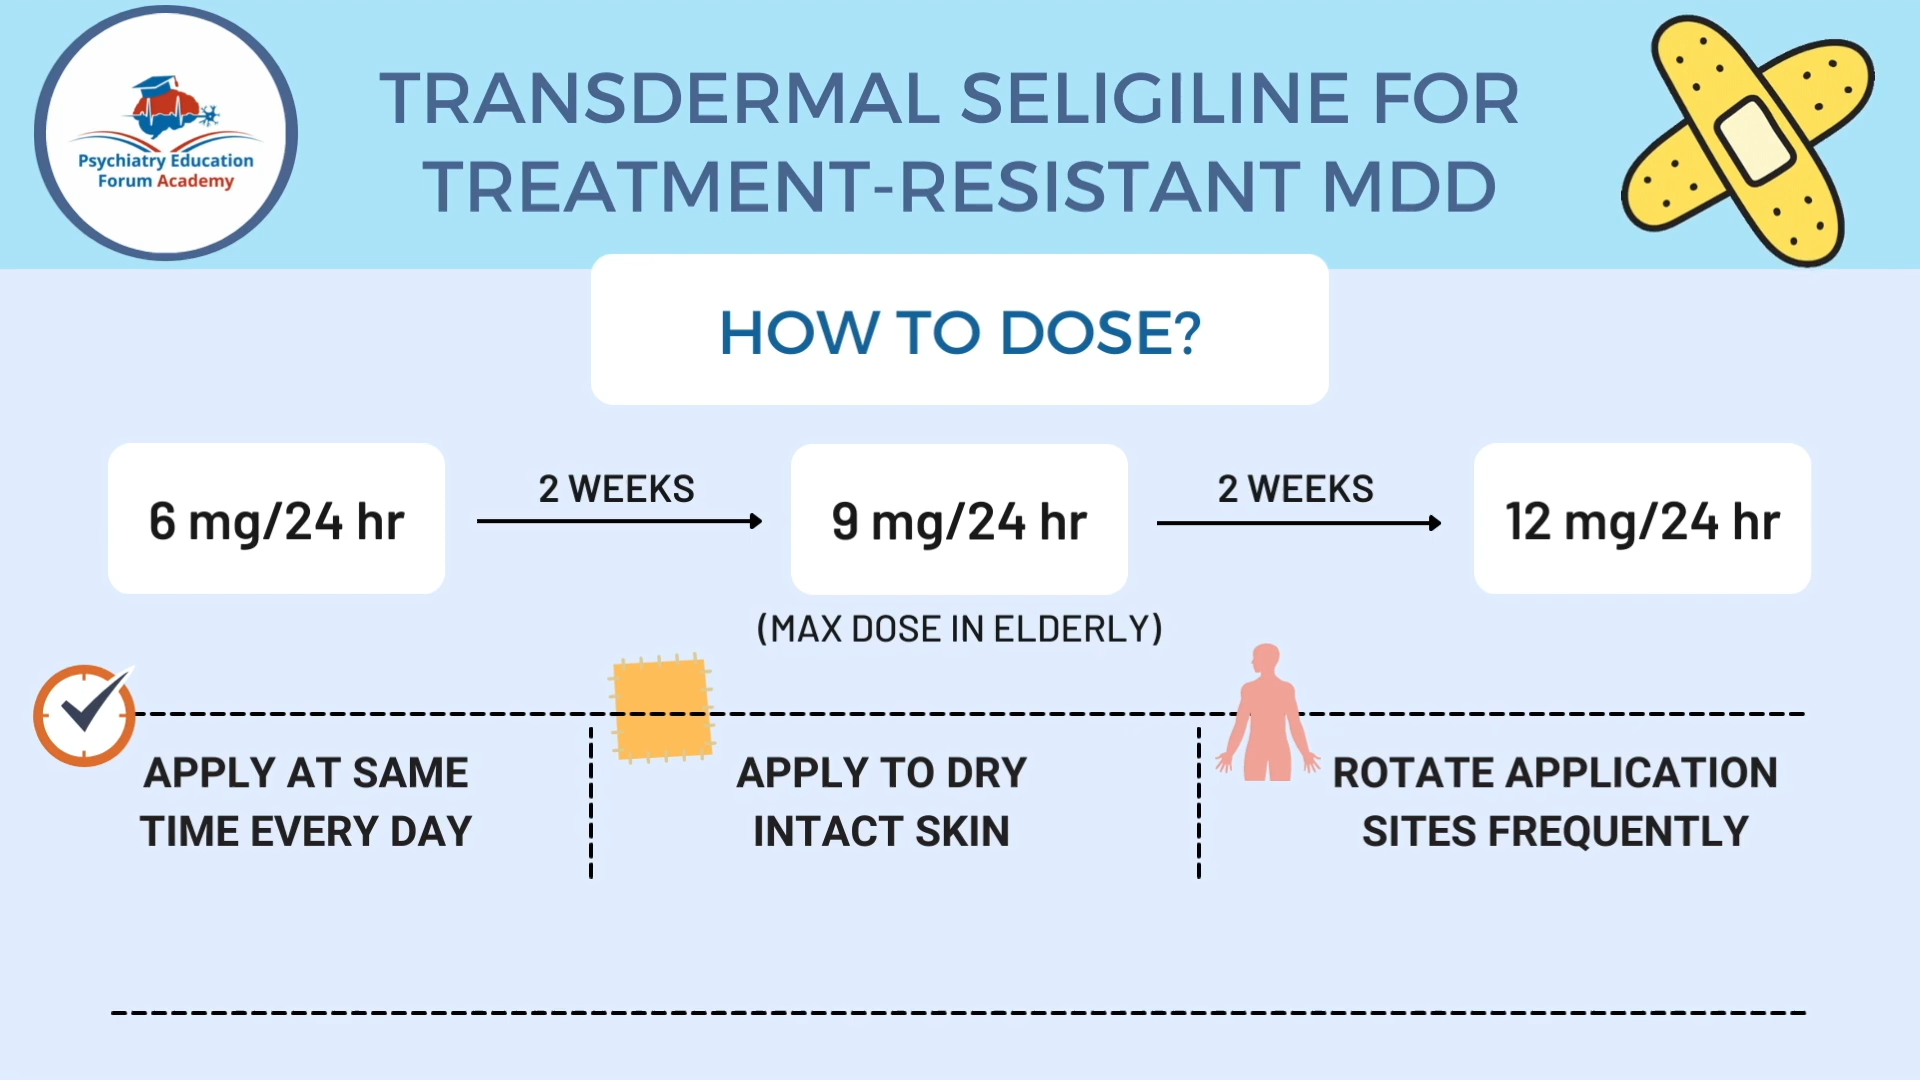 Psychiatry Education
Forum Academy
TRANSDERMAL SELIGILINE FOR
TREATMENT-RESISTANT MDD
HOW TO DOSE?
6 mg/24 hr
2 WEEKS
9 mg/24 hr
2 WEEKS
12 mg/24 hr
(MAX DOSE IN ELDERLY)
APPLY AT SAME
TIME EVERY DAY
APPLY TO DRY
INTACT SKIN
ROTATE APPLICATION
SITES FREQUENTLY